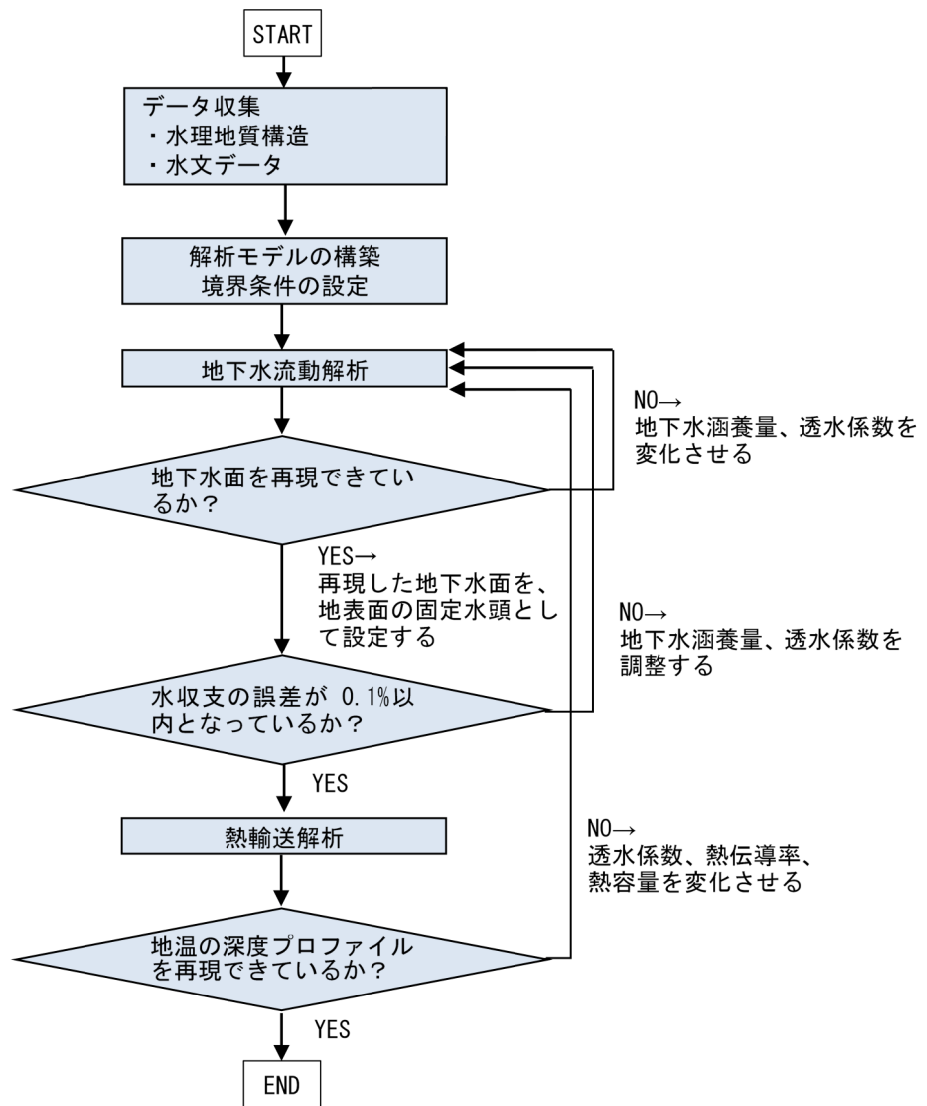 START
データ収集
・水理地質構造
・水文データ
解析モデルの構築
境界条件の設定
地下水流動解析
NO→
地下水涵養量、透水係数を
変化させる
地下水面を再現できてい
るか？
YES→
再現した地下水面を、
地表面の固定水頭とし
て設定する
NO→
地下水涵養量、透水係数を
調整する
水収支の誤差が 0.1%以
内となっているか？
YES
熱輸送解析
NO→
透水係数、熱伝導率、
熱容量を変化させる
地温の深度プロファイル
を再現できているか？
YES
END